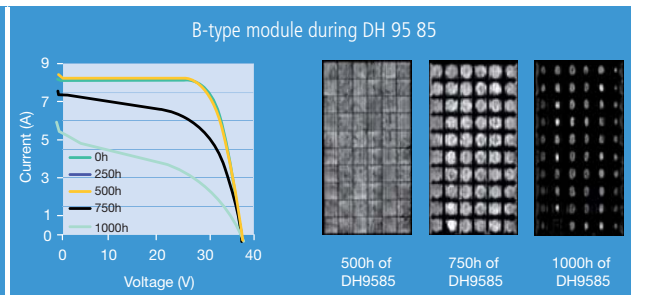 B-type module during DH 95 85
9
7
5
3
1
0
Current (A)
0h
250h
500h
750h
1000h
0 10 20 30 40
Voltage (V)
500h of
DH9585
750h of
DH9585
1000h of
DH9585